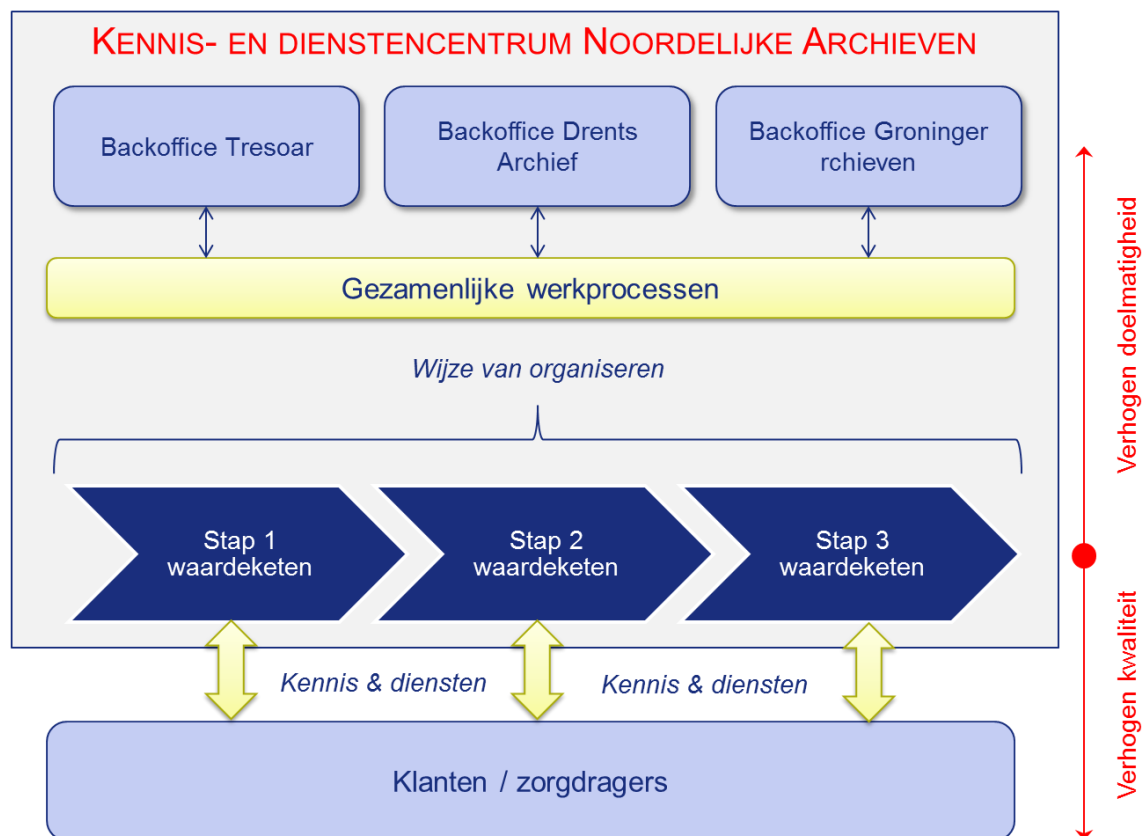 KENNIS- EN DIENSTENCENTRUM NOORDELIJKE ARCHIEVEN
Backoffice Tresoar
Backoffice Drents
Archief
Backoffice Groninger
rchieven
Gezamenlijke werkprocessen
Wijze van organiseren
Stap 1
waardeketen
Stap 2
waardeketen
Stap 3
waardeketen
Kennis & diensten
Kennis & diensten
Klanten / zorgdragers
Verhogen doelmatigheid
Verhogen kwaliteit